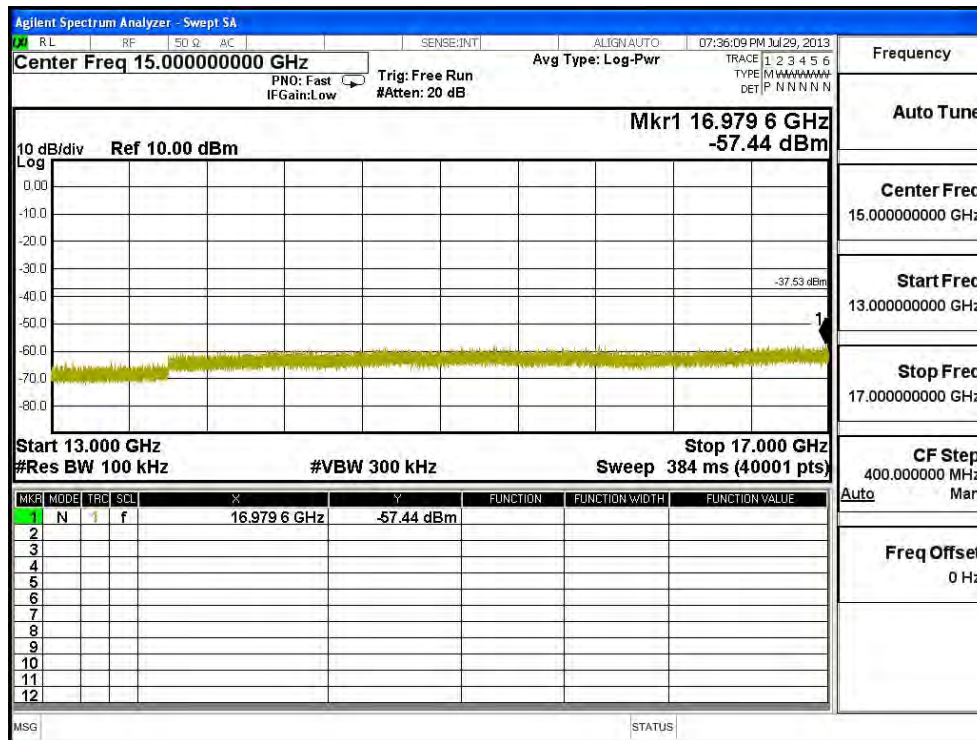 Agilent Spectrum Analyzer - Swept SA
RL RF 50 Ω AC SENSE:INT ALIGN AUTO 07:36:09 PM Jul 29, 2013
Center Freq 15.000000000 GHz
PNO: Fast
IFGain:Low
Trig: Free Run
#Atten: 20 dB
Avg Type: Log-Pwr
TRACE 1 2 3 4 5 6
TYPE M
DET P N N N N N
Mkr1 16.979 6 GHz
-57.44 dBm
10 dB/div Ref 10.00 dBm
Log
0.00
-10.0
-20.0
-30.0
-37.53 dBm
-40.0
-50.0
1
-60.0
-70.0
-80.0
Start 13.000 GHz Stop 17.000 GHz
#Res BW 100 kHz #VBW 300 kHz Sweep 384 ms (40001 pts)
MKR MODE TRC SCL X Y FUNCTION FUNCTION WIDTH FUNCTION VALUE
1 N 1 f 16.979 6 GHz -57.44 dBm
2
3
4
5
6
7
8
9
10
11
12
MSG STATUS
Frequency
Auto Tune
Center Freq
15.000000000 GHz
Start Freq
13.000000000 GHz
Stop Freq
17.000000000 GHz
CF Step
400.000000 MHz
Auto Man
Freq Offset
0 Hz